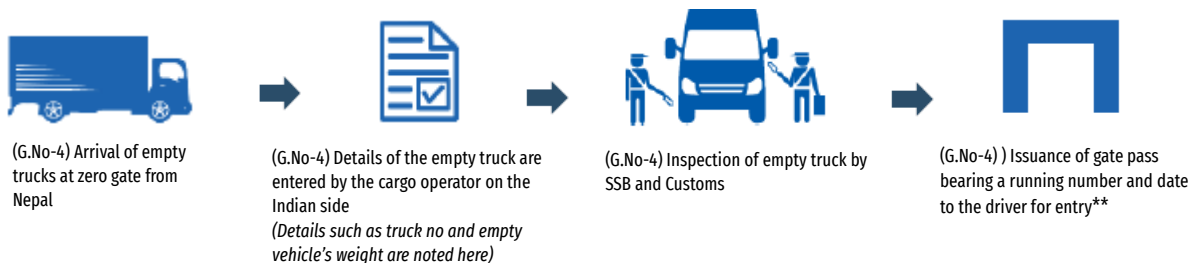 (G.No-4) Arrival of empty
trucks at zero gate from
Nepal
(G.No-4) Details of the empty truck are
entered by the cargo operator on the
Indian side
(Details such as truck no and empty
vehicle's weight are noted here)
(G.No-4) Inspection of empty truck by
SSB and Customs
(G.No-4) ) Issuance of gate pass
bearing a running number and date
to the driver for entry**